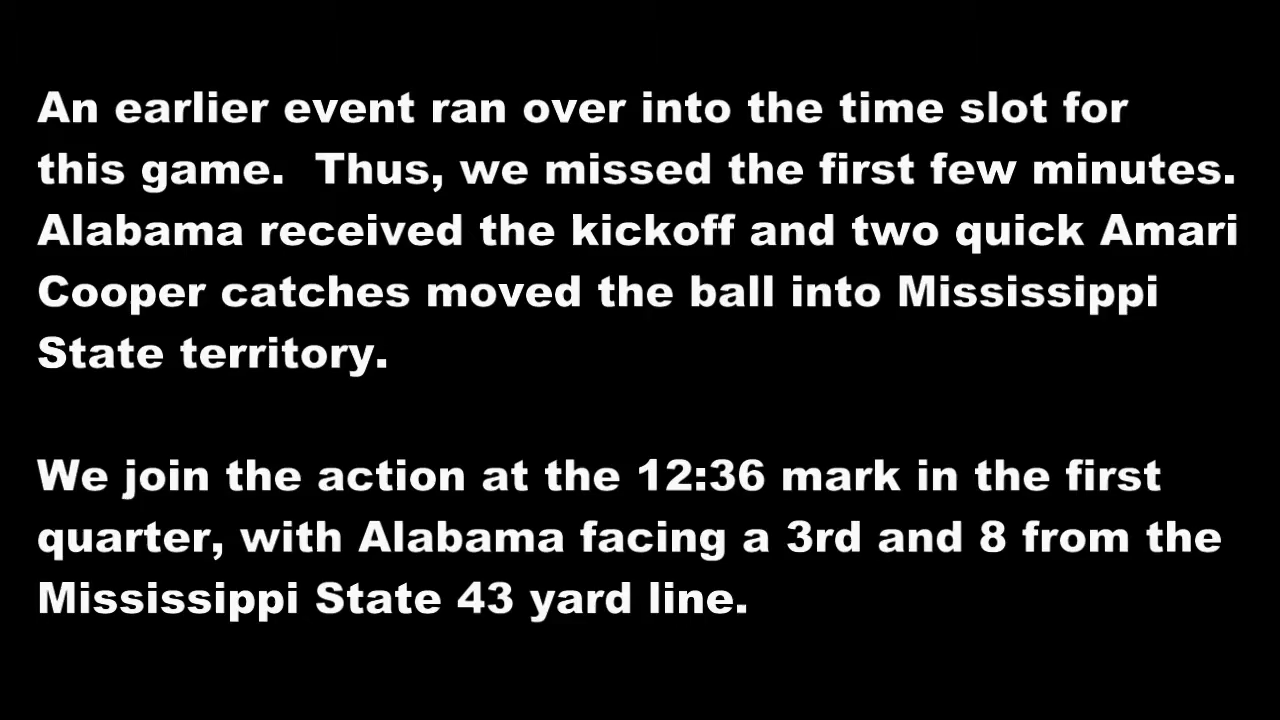 An earlier event ran over into the time slot for
this game.  Thus, we missed the first few minutes.
Alabama received the kickoff and two quick Amari
Cooper catches moved the ball into Mississippi
State territory.
We join the action at the 12:36 mark in the first
quarter, with Alabama facing a 3rd and 8 from the
Mississippi State 43 yard line.